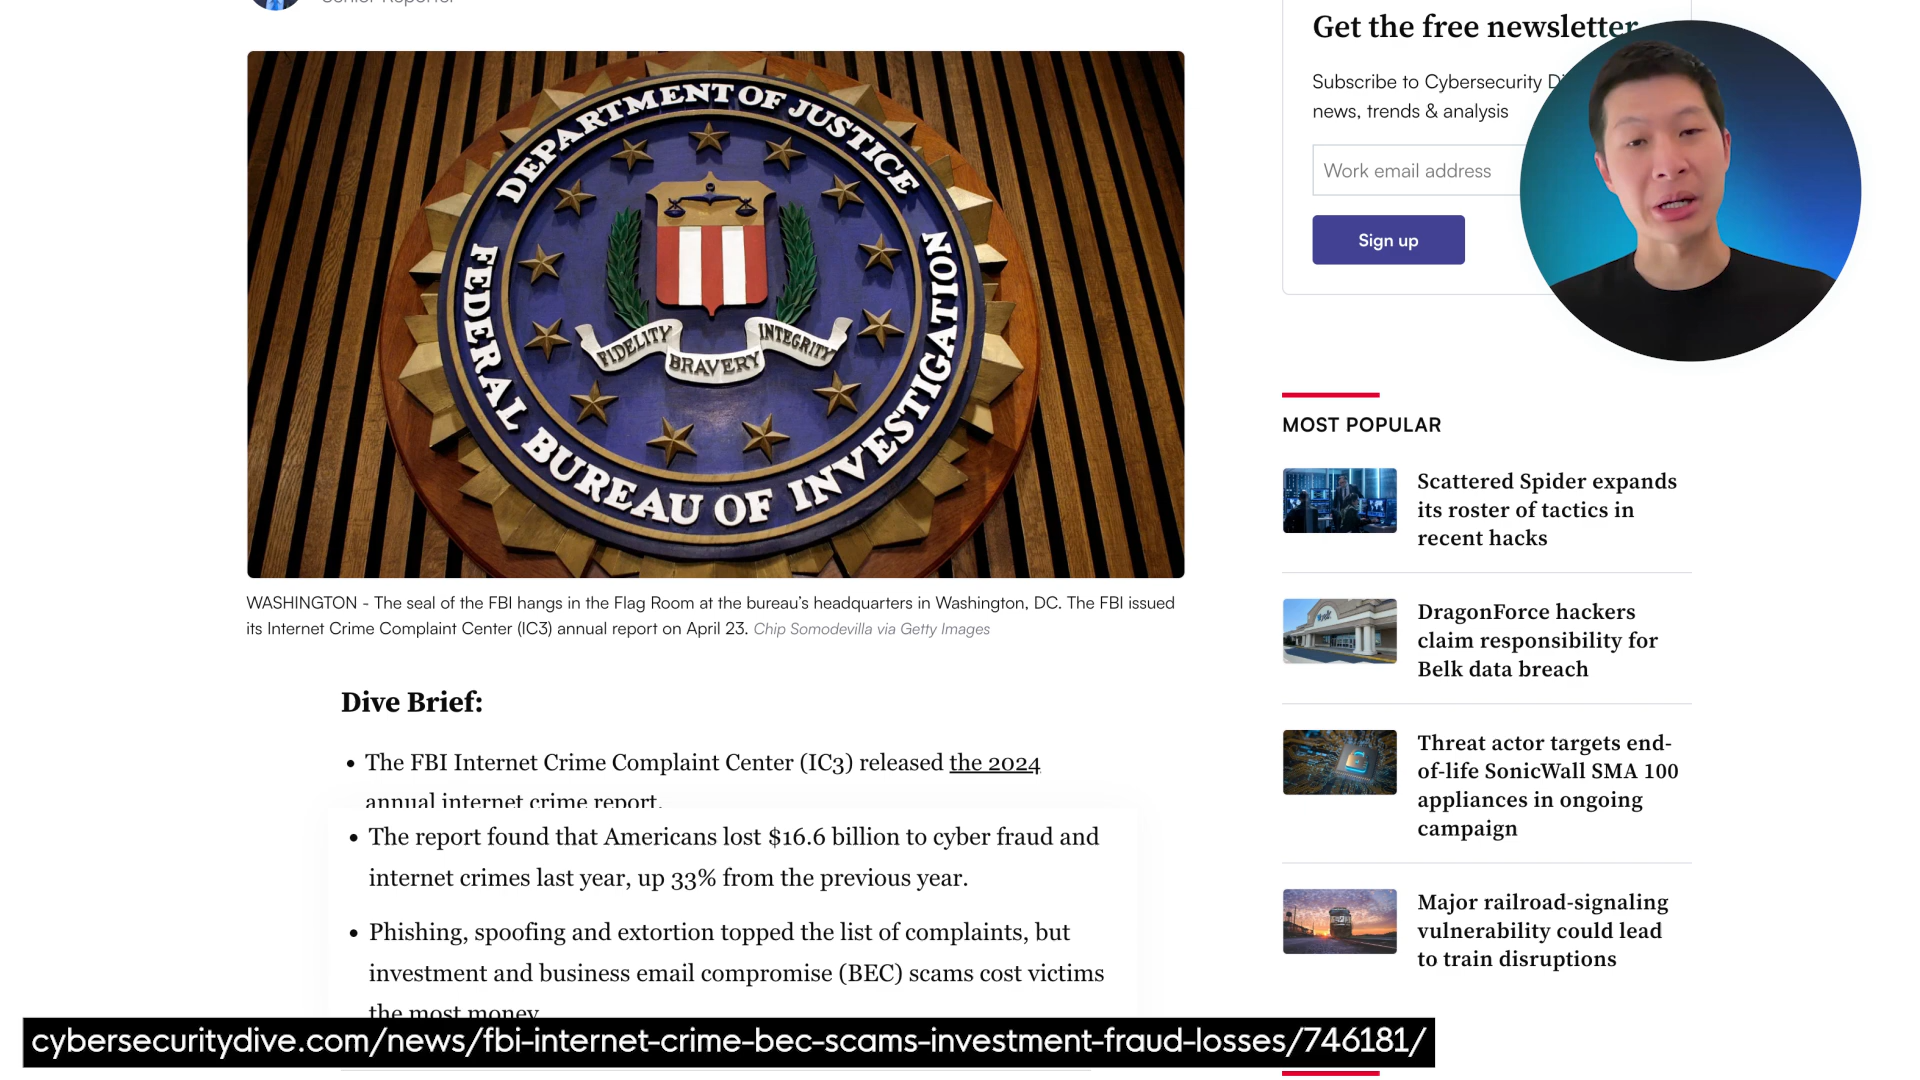 Senior Reporter
DEPARTMENT OF JUSTICE
FEDERAL BUREAU OF INVESTIGATION
FIDELITY
BRAVERY
INTEGRITY
WASHINGTON - The seal of the FBI hangs in the Flag Room at the bureau’s headquarters in Washington, DC. The FBI issued
its Internet Crime Complaint Center (IC3) annual report on April 23. Chip Somodevilla via Getty Images
Dive Brief:
• The FBI Internet Crime Complaint Center (IC3) released the 2024
annual internet crime report.
• The report found that Americans lost $16.6 billion to cyber fraud and
internet crimes last year, up 33% from the previous year.
• Phishing, spoofing and extortion topped the list of complaints, but
investment and business email compromise (BEC) scams cost victims
the most money
Get the free newsletter
Subscribe to Cybersecurity Di
news, trends & analysis
Work email address
Sign up
MOST POPULAR
Scattered Spider expands
its roster of tactics in
recent hacks
DragonForce hackers
claim responsibility for
Belk data breach
Threat actor targets end-
of-life SonicWall SMA 100
appliances in ongoing
campaign
Major railroad-signaling
vulnerability could lead
to train disruptions
cybersecuritydive.com/news/fbi-internet-crime-bec-scams-investment-fraud-losses/746181/